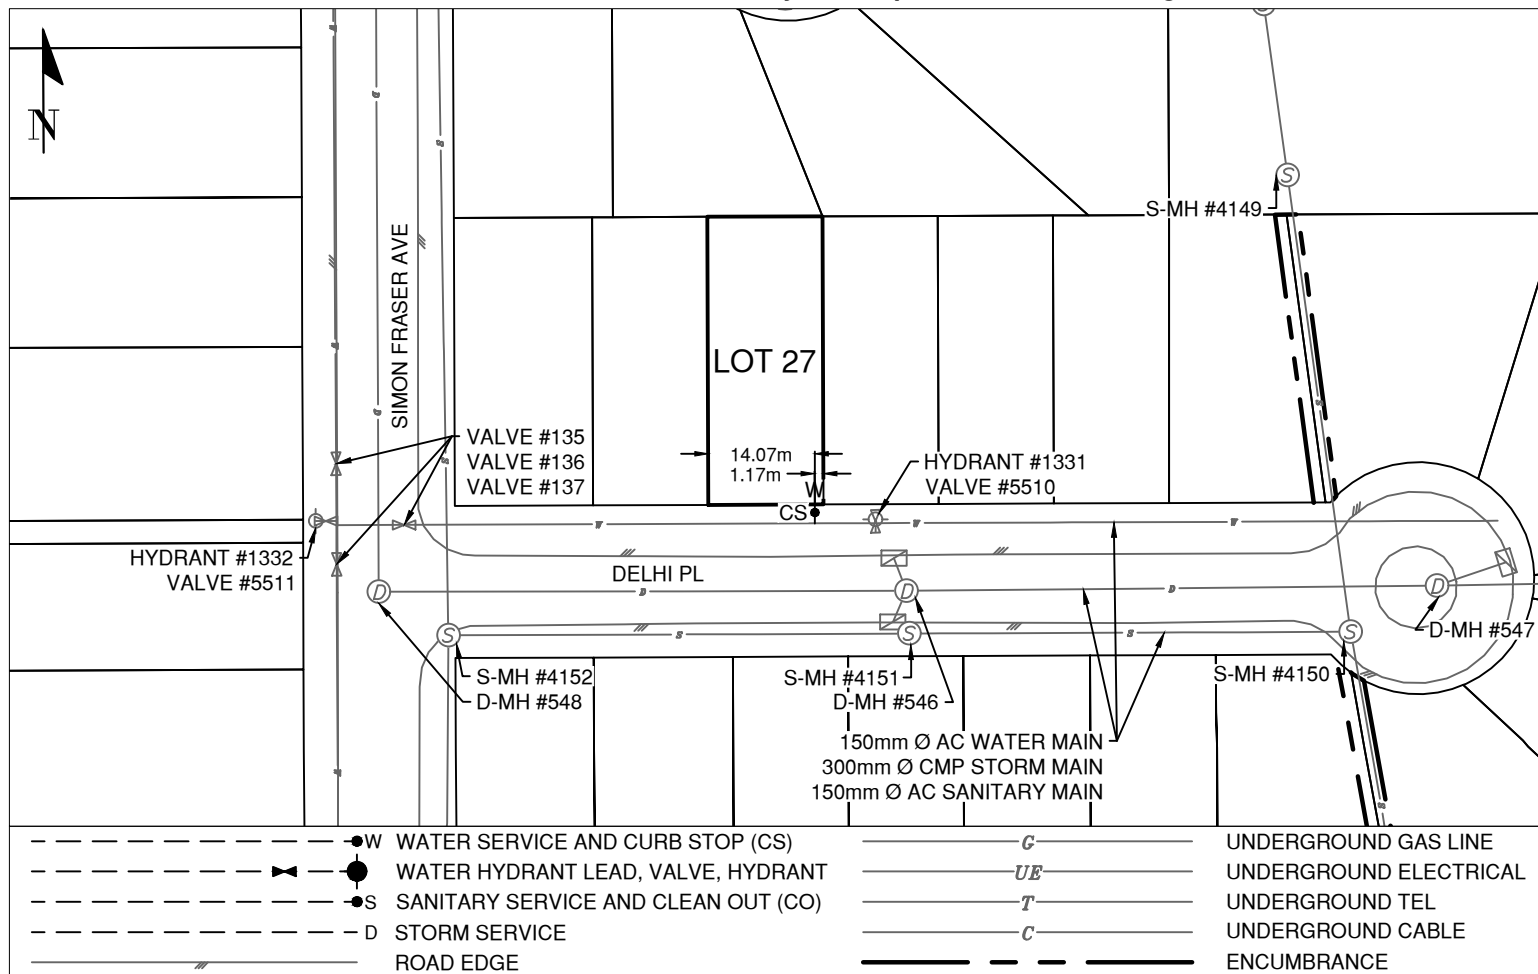 N
SIMON FRASER AVE
S
S-MH #4149
S
LOT 27
VALVE #135
VALVE #136
VALVE #137
14.07m
1.17m
W
CS
HYDRANT #1331
VALVE #5510
W
W
W
HYDRANT #1332
VALVE #5511
DELHI PL
D
D
D
D
D
S
S
S
S
S
D-MH #547
S-MH #4152
D-MH #548
S-MH #4151
D-MH #546
S-MH #4150
150mm Ø AC WATER MAIN
300mm Ø CMP STORM MAIN
150mm Ø AC SANITARY MAIN
W WATER SERVICE AND CURB STOP (CS)
WATER HYDRANT LEAD, VALVE, HYDRANT
S SANITARY SERVICE AND CLEAN OUT (CO)
D STORM SERVICE
ROAD EDGE
G UNDERGROUND GAS LINE
UE UNDERGROUND ELECTRICAL
T UNDERGROUND TEL
C UNDERGROUND CABLE
ENCUMBRANCE